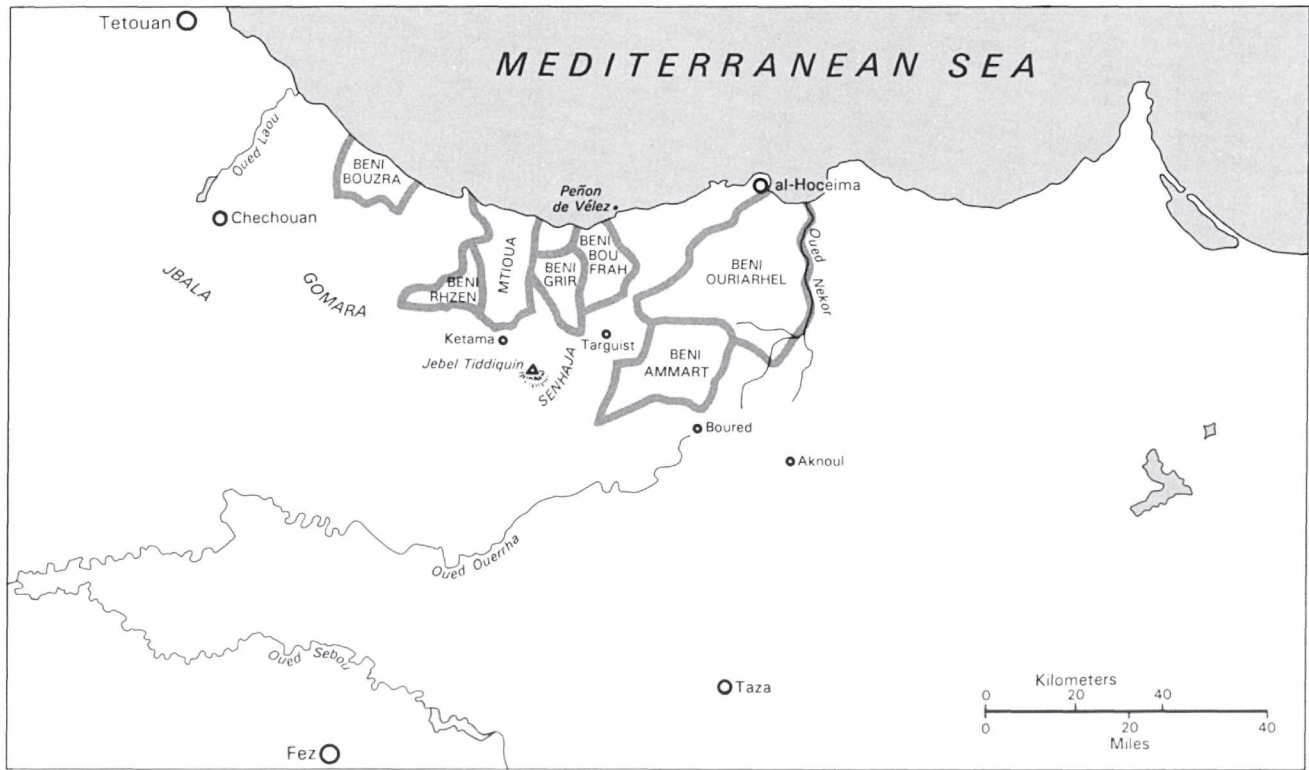 Tetouan
MEDITERRANEAN SEA
Oued Laou
BENI
BOUZRA
Peñon
de Vélez
al-Hoceima
Chechouan
JBALA
GOMARA
BENI
RHZEN
MTIOUA
BENI
GRIR
BENI
BOU
FRAH
BENI
OURIARHEL
Oued Nekor
Ketama
Jebel Tiddiquin
SENHAJA
Targuist
BENI
AMMART
Boured
Aknoul
Oued Ouerrha
Oued Sebou
Taza
Fez
Kilometers
0 20 40
0 20 40
Miles